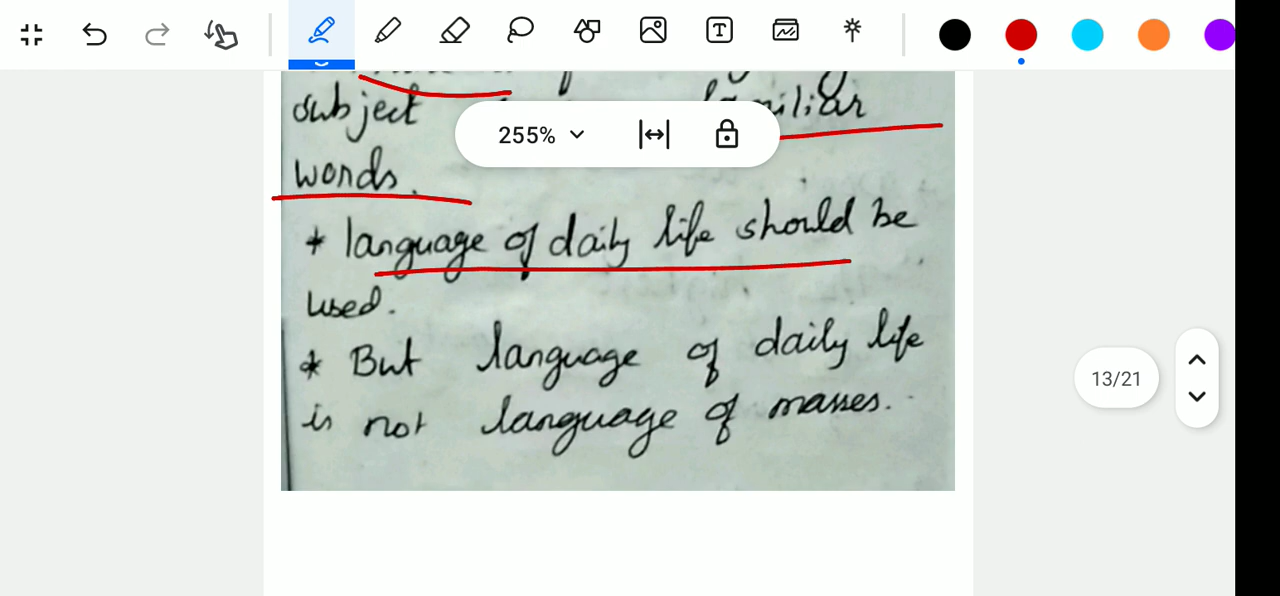 255%
subject familiar
words.
* language of daily life should be
used.
* But language of daily life
is not language of masses.
13/21